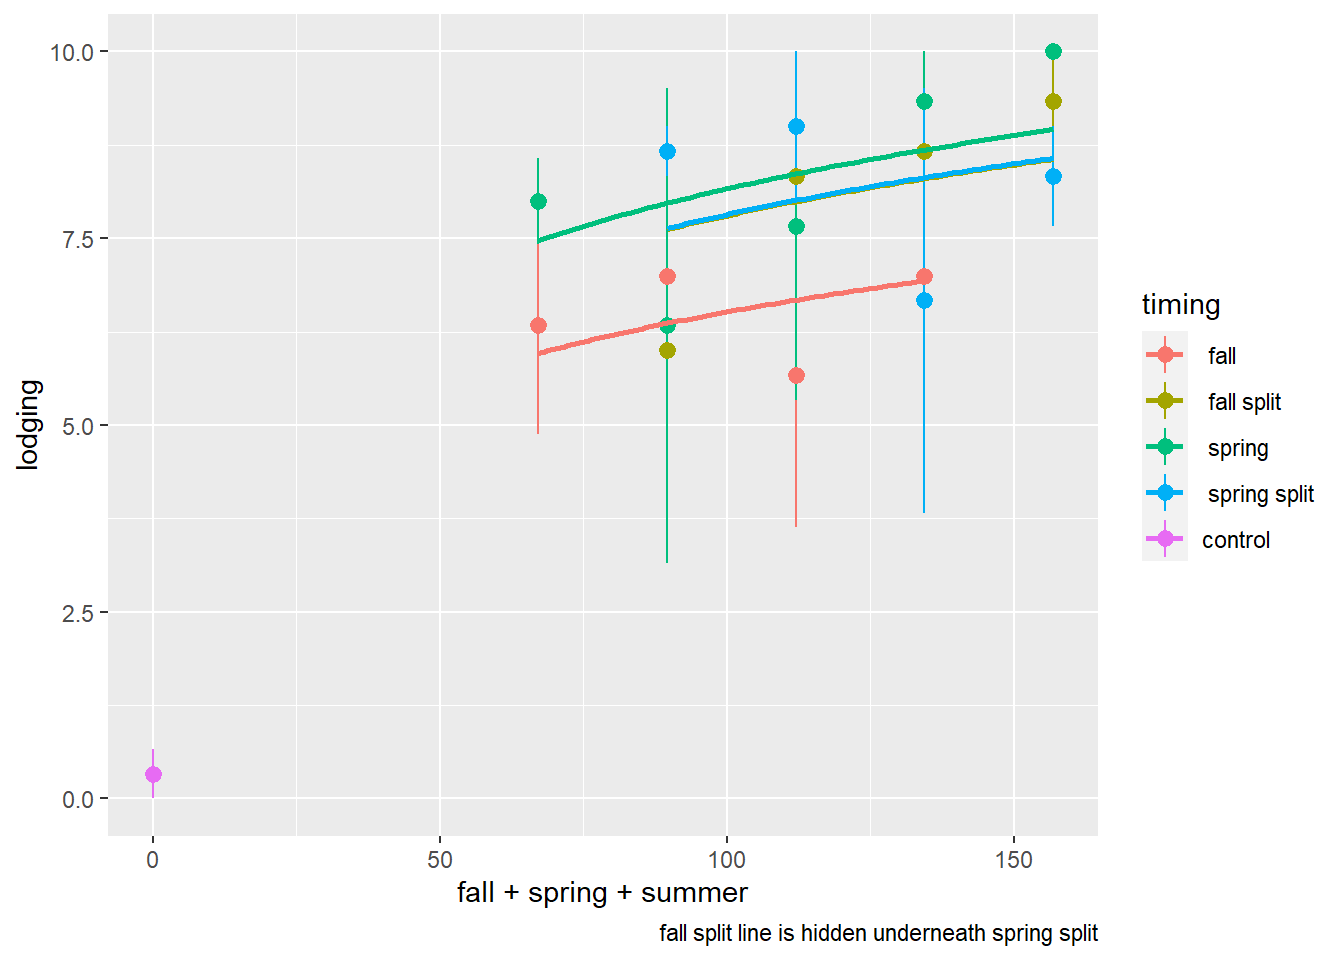 10.0
7.5
5.0
2.5
0.0
lodging
0
50
100
150
fall + spring + summer
fall split line is hidden underneath spring split
timing
fall
fall split
spring
spring split
control